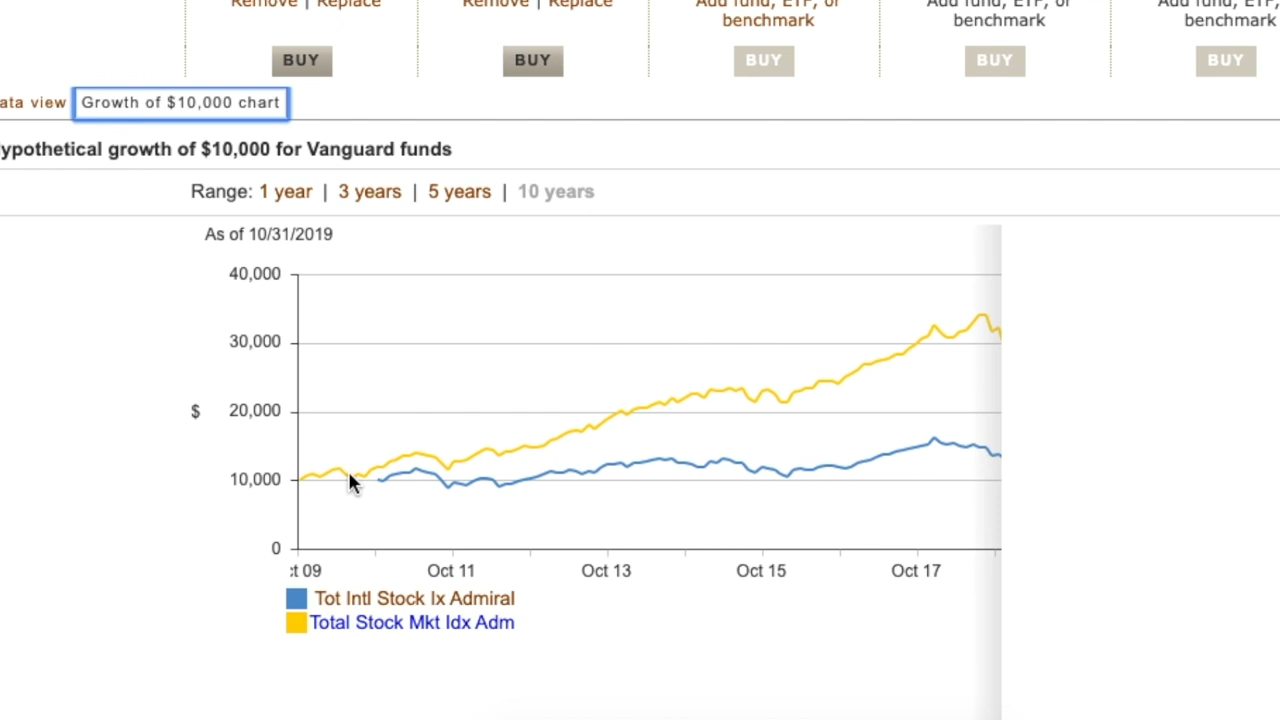 Remove | Replace Remove | Replace Add fund, ETF, or Add fund, ETF, or Add fund, ETF,
benchmark benchmark benchmark
BUY BUY BUY BUY BUY
ata view Growth of $10,000 chart
ypothetical growth of $10,000 for Vanguard funds
Range: 1 year | 3 years | 5 years | 10 years
As of 10/31/2019
40,000
30,000
$ 20,000
10,000
0
ct 09 Oct 11 Oct 13 Oct 15 Oct 17
Tot Intl Stock Ix Admiral
Total Stock Mkt Idx Adm